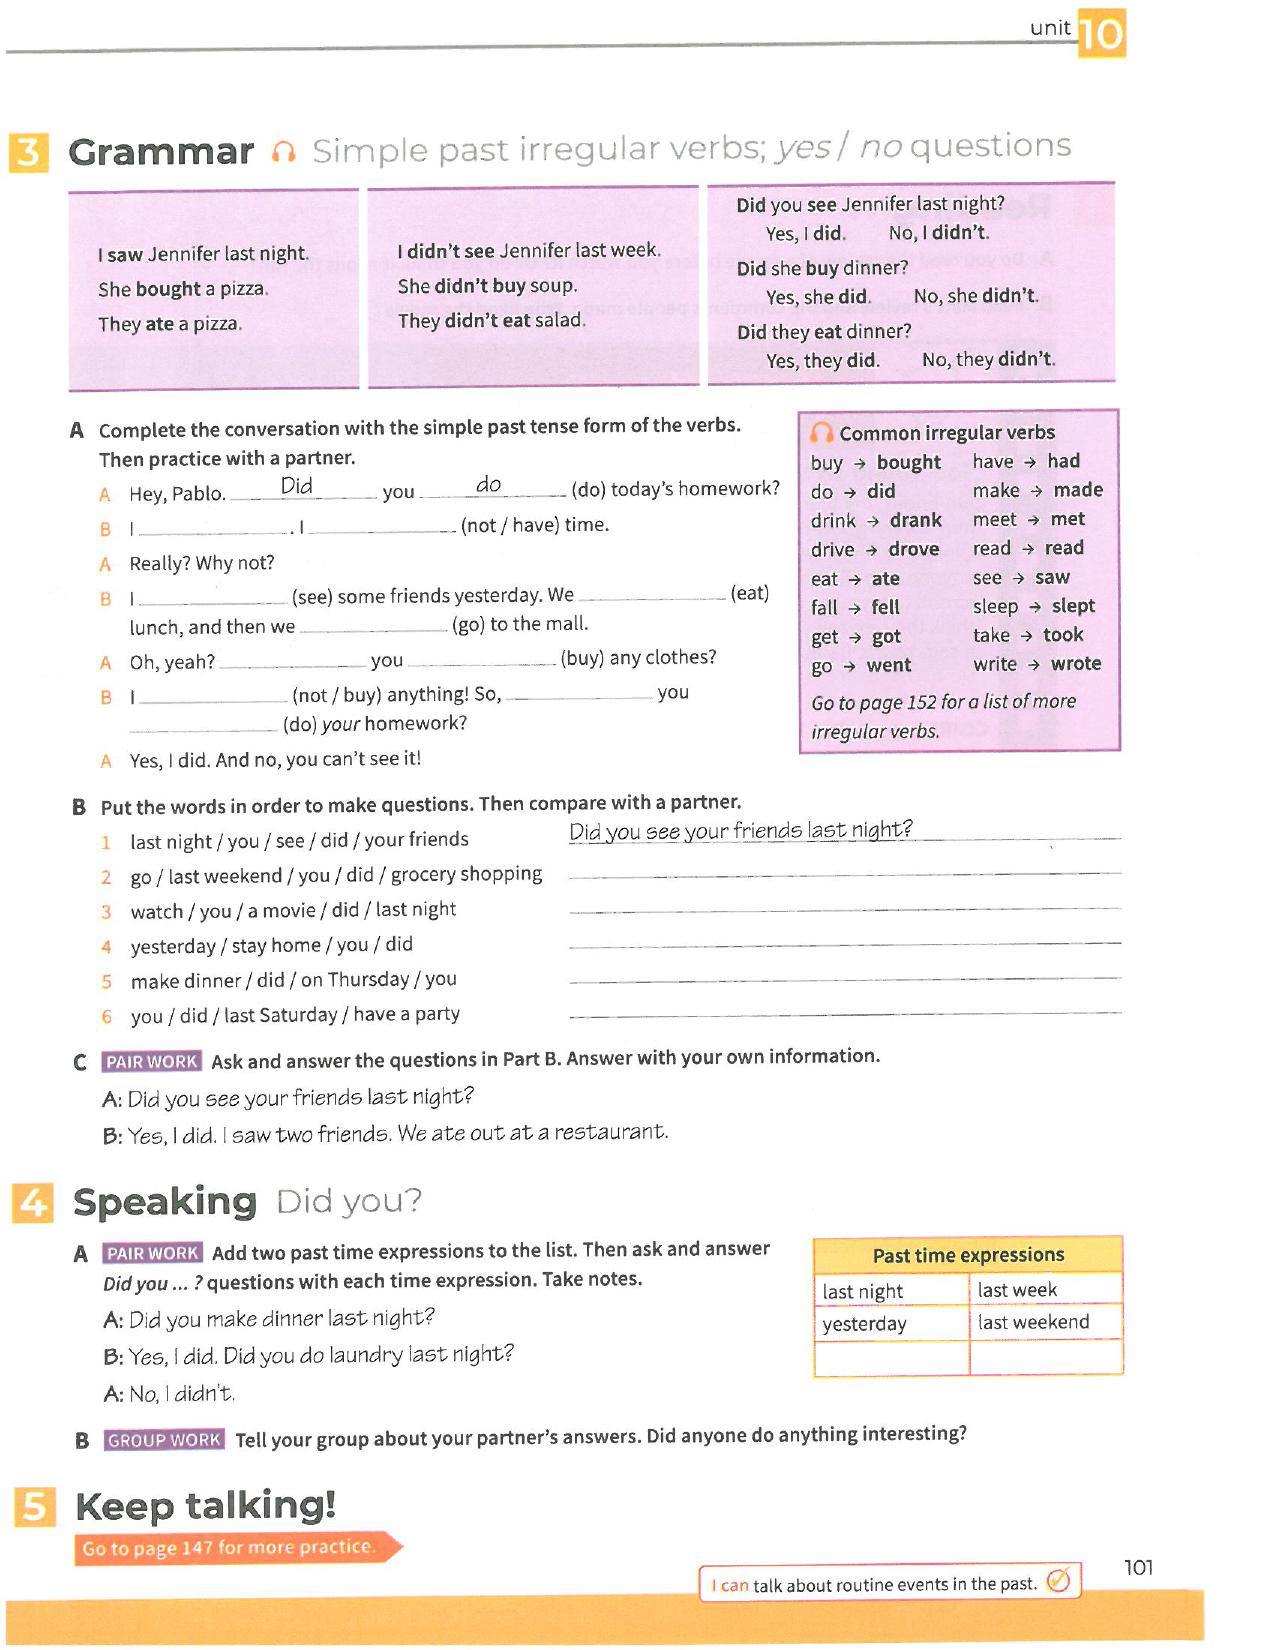 unit 10
3 Grammar Simple past irregular verbs; yes / no questions
I saw Jennifer last night.
She bought a pizza.
They ate a pizza.
I didn't see Jennifer last week.
She didn't buy soup.
They didn't eat salad.
Did you see Jennifer last night?
Yes, I did. No, I didn't.
Did she buy dinner?
Yes, she did. No, she didn't.
Did they eat dinner?
Yes, they did. No, they didn't.
A Complete the conversation with the simple past tense form of the verbs.
Then practice with a partner.
A Hey, Pablo. Did you do (do) today's homework?
B I ____________. I ____________ (not / have) time.
A Really? Why not?
B I ____________ (see) some friends yesterday. We ____________ (eat)
lunch, and then we ____________ (go) to the mall.
A Oh, yeah? ____________ you ____________ (buy) any clothes?
B I ____________ (not / buy) anything! So, ____________ you
____________ (do) your homework?
A Yes, I did. And no, you can't see it!
Common irregular verbs
buy → bought have → had
do → did make → made
drink → drank meet → met
drive → drove read → read
eat → ate see → saw
fall → fell sleep → slept
get → got take → took
go → went write → wrote
Go to page 152 for a list of more
irregular verbs.
B Put the words in order to make questions. Then compare with a partner.
1 last night / you / see / did / your friends Did you see your friends last night?
2 go / last weekend / you / did / grocery shopping
3 watch / you / a movie / did / last night
4 yesterday / stay home / you / did
5 make dinner / did / on Thursday / you
6 you / did / last Saturday / have a party
C PAIR WORK Ask and answer the questions in Part B. Answer with your own information.
A: Did you see your friends last night?
B: Yes, I did. I saw two friends. We ate out at a restaurant.
4 Speaking Did you?
A PAIR WORK Add two past time expressions to the list. Then ask and answer
Did you ... ? questions with each time expression. Take notes.
A: Did you make dinner last night?
B: Yes, I did. Did you do laundry last night?
A: No, I didn't.
Past time expressions
last night last week
yesterday last weekend
B GROUP WORK Tell your group about your partner's answers. Did anyone do anything interesting?
5 Keep talking!
Go to page 147 for more practice.
I can talk about routine events in the past.
101